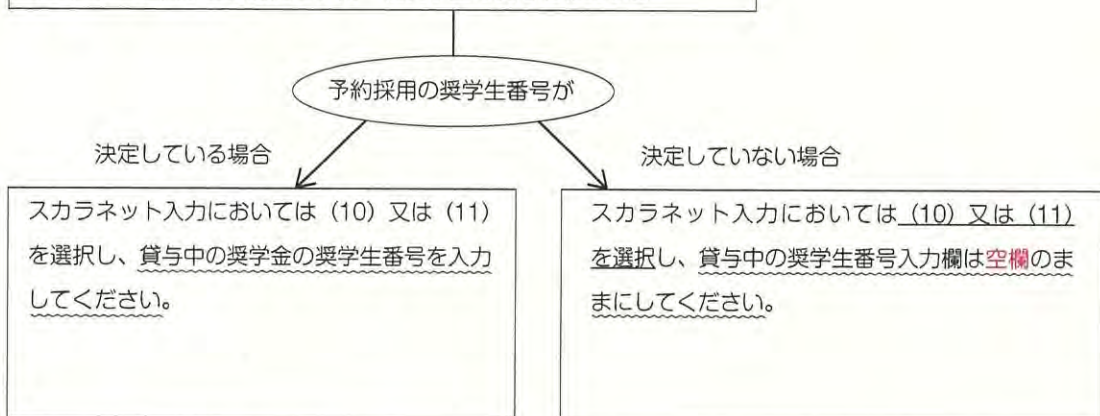 予約採用の奨学生番号が
決定している場合
決定していない場合
スカラネット入力においては（10）又は（11）
を選択し、貸与中の奨学金の奨学生番号を入力
してください。
スカラネット入力においては（10）又は（11）
を選択し、貸与中の奨学生番号入力欄は空欄のま
まにしてください。